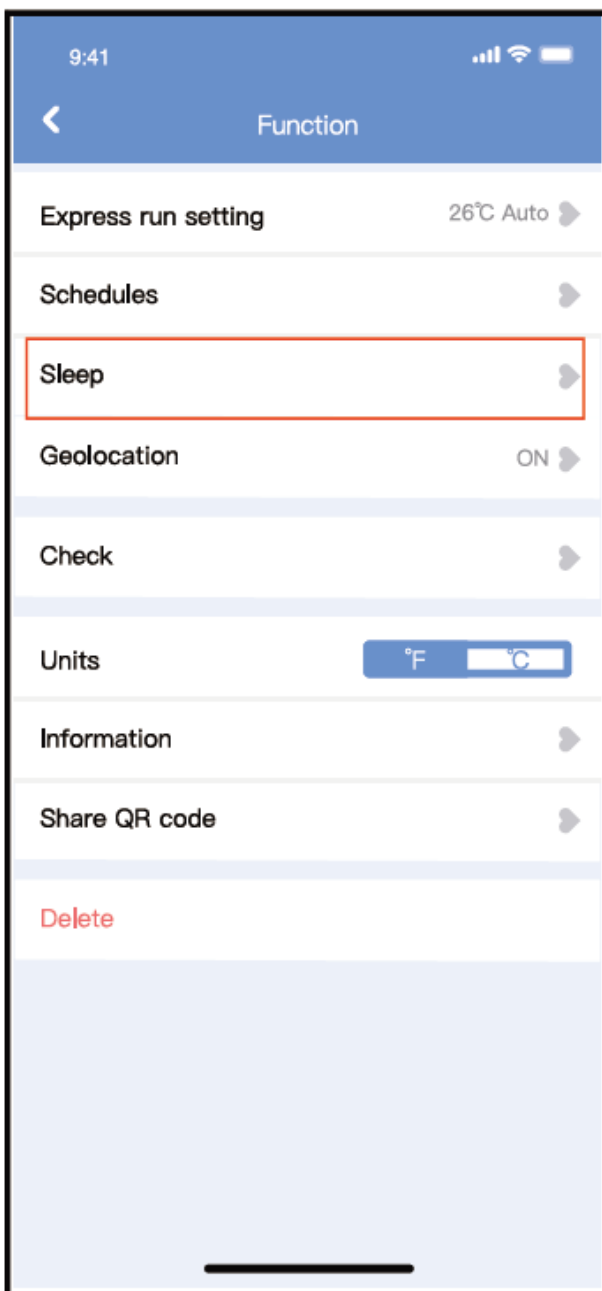 9:41
Function
Express run setting 26℃ Auto
Schedules
Sleep
Geolocation ON
Check
Units ℉ ℃
Information
Share QR code
Delete